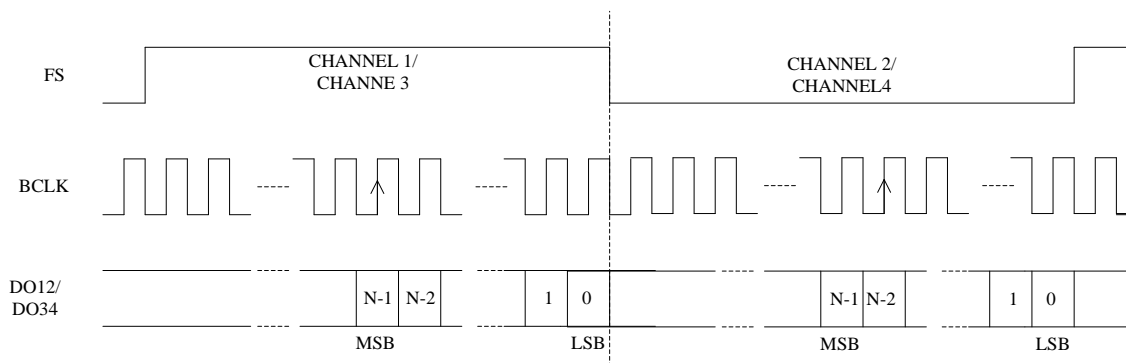 FS
CHANNEL 1/
CHANNE 3
CHANNEL 2/
CHANNEL4
BCLK
DO12/
DO34
N-1 N-2 1 0 N-1 N-2 1 0
MSB LSB MSB LSB